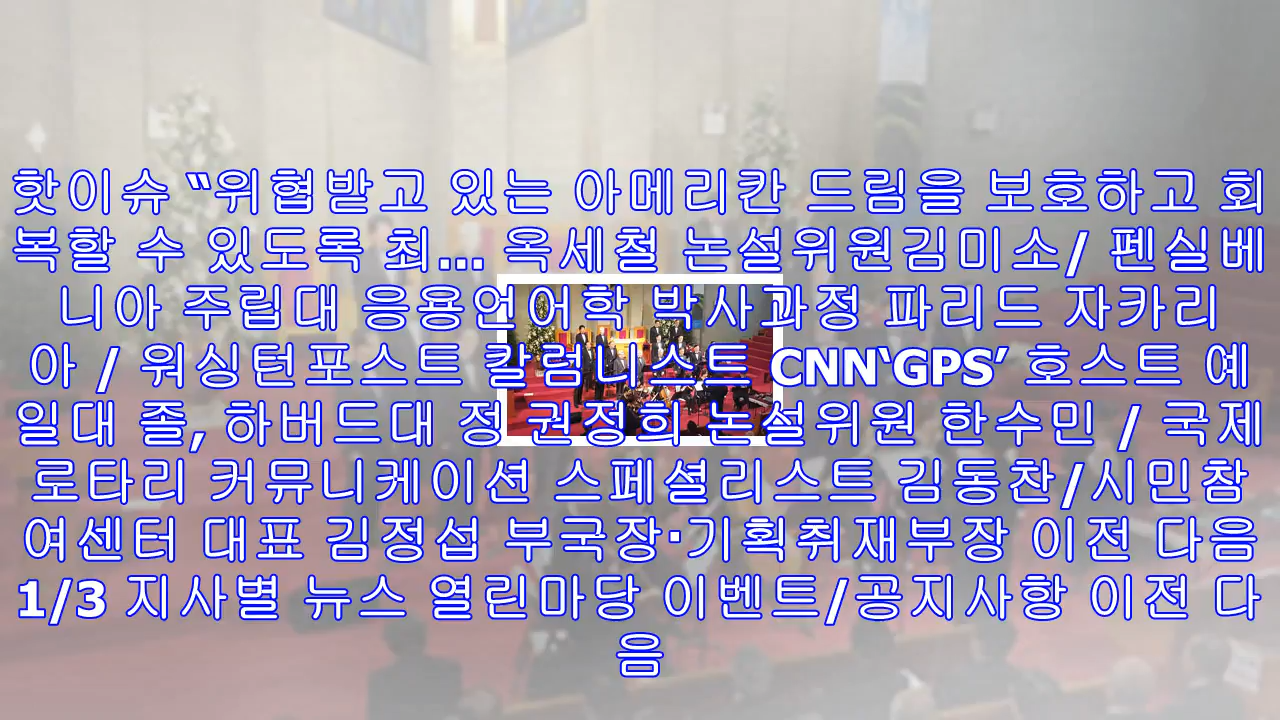 핫이슈 “위협받고 있는 아메리칸 드림을 보호하고 회
복할 수 있도록 최... 옥세철 논설위원김미소/ 펜실베
니아 주립대 응용언어학 박사과정 파리드 자카리
아 / 워싱턴포스트 칼럼니스트 CNN‘GPS’ 호스트 예
일대 졸, 하버드대 정 권정희 논설위원 한수민 / 국제
로타리 커뮤니케이션 스페셜리스트 김동찬/시민참
여센터 대표 김정섭 부국장·기획취재부장 이전 다음
1/3 지사별 뉴스 열린마당 이벤트/공지사항 이전 다
음